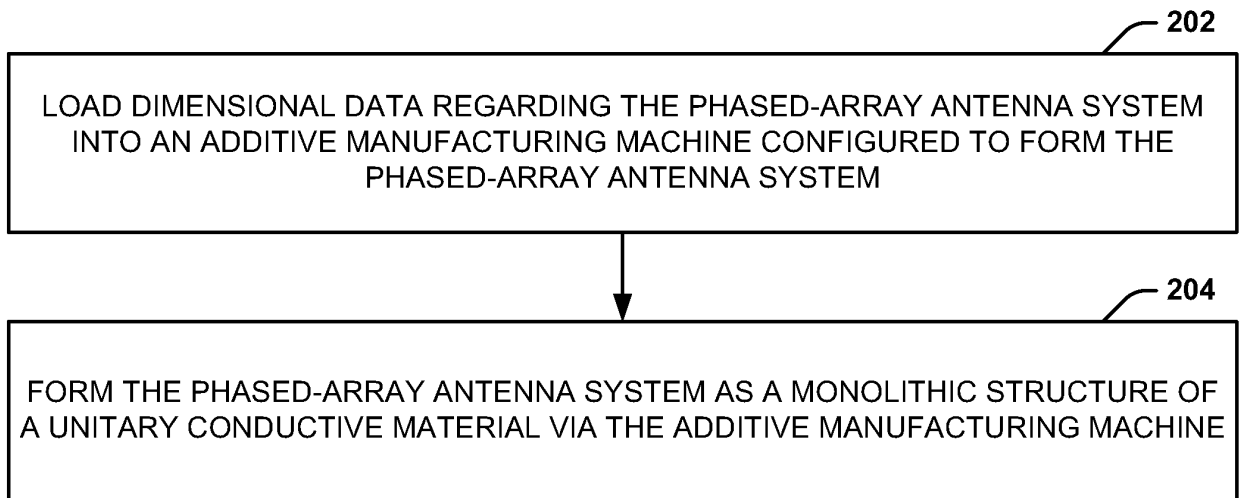 202
LOAD DIMENSIONAL DATA REGARDING THE PHASED-ARRAY ANTENNA SYSTEM
INTO AN ADDITIVE MANUFACTURING MACHINE CONFIGURED TO FORM THE
PHASED-ARRAY ANTENNA SYSTEM
204
FORM THE PHASED-ARRAY ANTENNA SYSTEM AS A MONOLITHIC STRUCTURE OF
A UNITARY CONDUCTIVE MATERIAL VIA THE ADDITIVE MANUFACTURING MACHINE